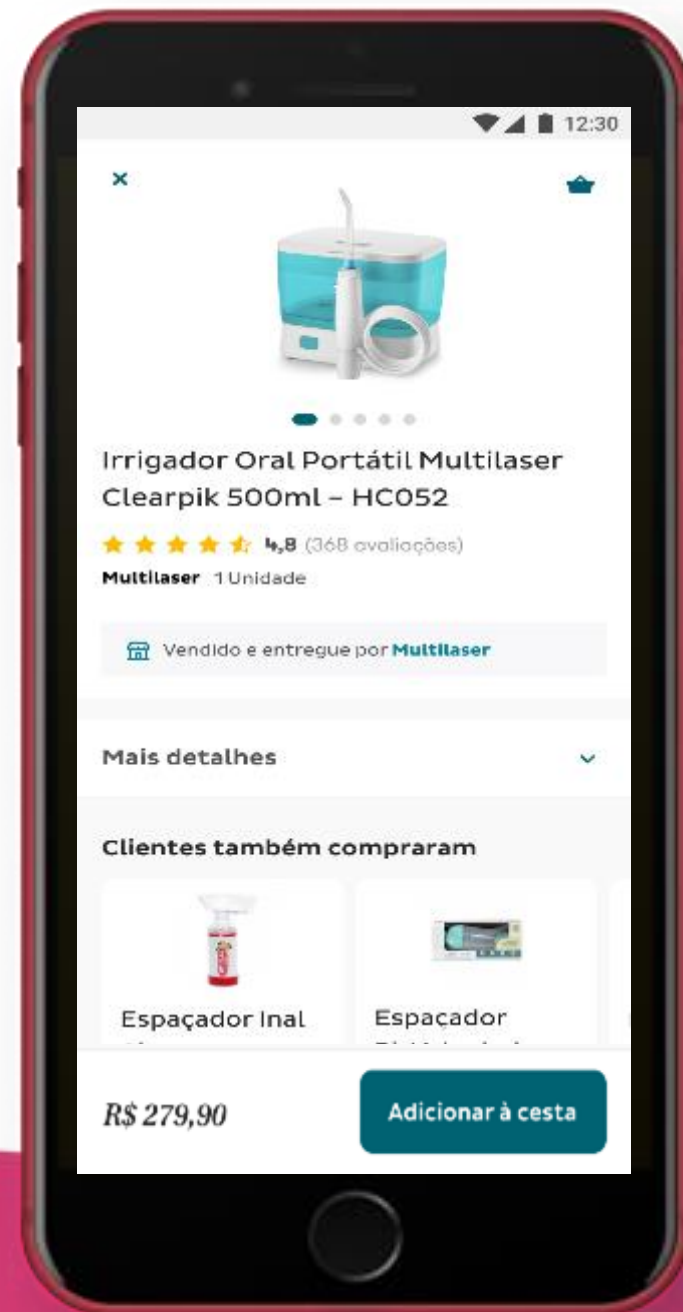 12:30
Irrigador Oral Portátil Multilaser
Clearpik 500ml – HC052
4,8 (368 avaliações)
Multilaser 1 Unidade
Vendido e entregue por Multilaser
Mais detalhes
Clientes também compraram
Espaçador Inal
Espaçador
R$ 279,90
Adicionar à cesta